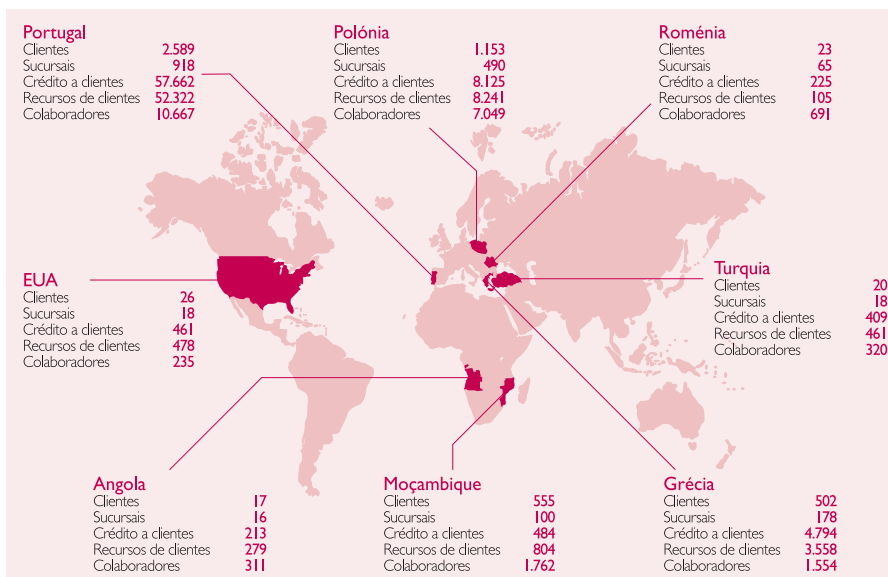 Portugal
Clientes 2.589
Sucursais 918
Crédito a clientes 57.662
Recursos de clientes 52.322
Colaboradores 10.667
Polónia
Clientes 1.153
Sucursais 490
Crédito a clientes 8.125
Recursos de clientes 8.241
Colaboradores 7.049
Roménia
Clientes 23
Sucursais 65
Crédito a clientes 225
Recursos de clientes 105
Colaboradores 691
EUA
Clientes 26
Sucursais 18
Crédito a clientes 461
Recursos de clientes 478
Colaboradores 235
Turquia
Clientes 20
Sucursais 18
Crédito a clientes 409
Recursos de clientes 461
Colaboradores 320
Angola
Clientes 17
Sucursais 16
Crédito a clientes 213
Recursos de clientes 279
Colaboradores 311
Moçambique
Clientes 555
Sucursais 100
Crédito a clientes 484
Recursos de clientes 804
Colaboradores 1.762
Grécia
Clientes 502
Sucursais 178
Crédito a clientes 4.794
Recursos de clientes 3.558
Colaboradores 1.554